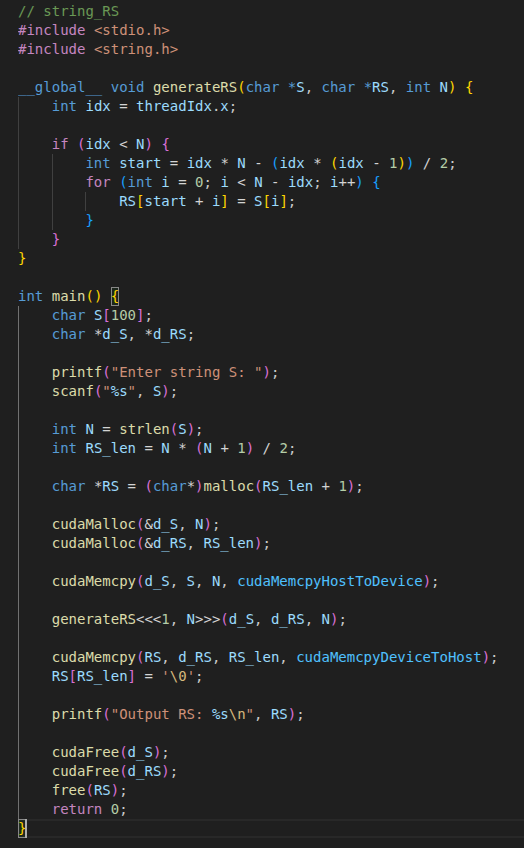 // string_RS
#include <stdio.h>
#include <string.h>

__global__ void generateRS(char *S, char *RS, int N) {
    int idx = threadIdx.x;

    if (idx < N) {
        int start = idx * N - (idx * (idx - 1)) / 2;
        for (int i = 0; i < N - idx; i++) {
            RS[start + i] = S[i];
        }
    }
}

int main() {
    char S[100];
    char *d_S, *d_RS;

    printf("Enter string S: ");
    scanf("%s", S);

    int N = strlen(S);
    int RS_len = N * (N + 1) / 2;

    char *RS = (char*)malloc(RS_len + 1);

    cudaMalloc(&d_S, N);
    cudaMalloc(&d_RS, RS_len);

    cudaMemcpy(d_S, S, N, cudaMemcpyHostToDevice);

    generateRS<<<1, N>>>(d_S, d_RS, N);

    cudaMemcpy(RS, d_RS, RS_len, cudaMemcpyDeviceToHost);
    RS[RS_len] = '\0';

    printf("Output RS: %s\n", RS);

    cudaFree(d_S);
    cudaFree(d_RS);
    free(RS);
    return 0;
}